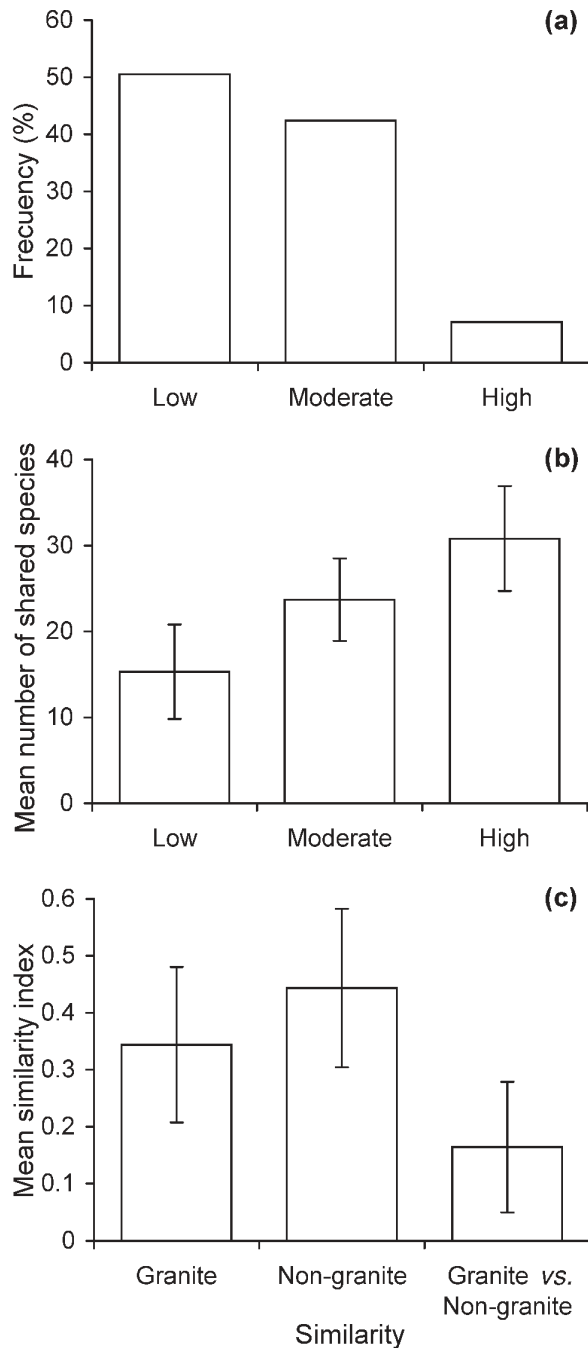 (a)
Frecuency (%)
60
50
40
30
20
10
0
Low Moderate High
(b)
Mean number of shared species
40
30
20
10
0
Low Moderate High
(c)
Mean similarity index
0.6
0.5
0.4
0.3
0.2
0.1
0
Granite Non-granite Granite vs.
Non-granite
Similarity